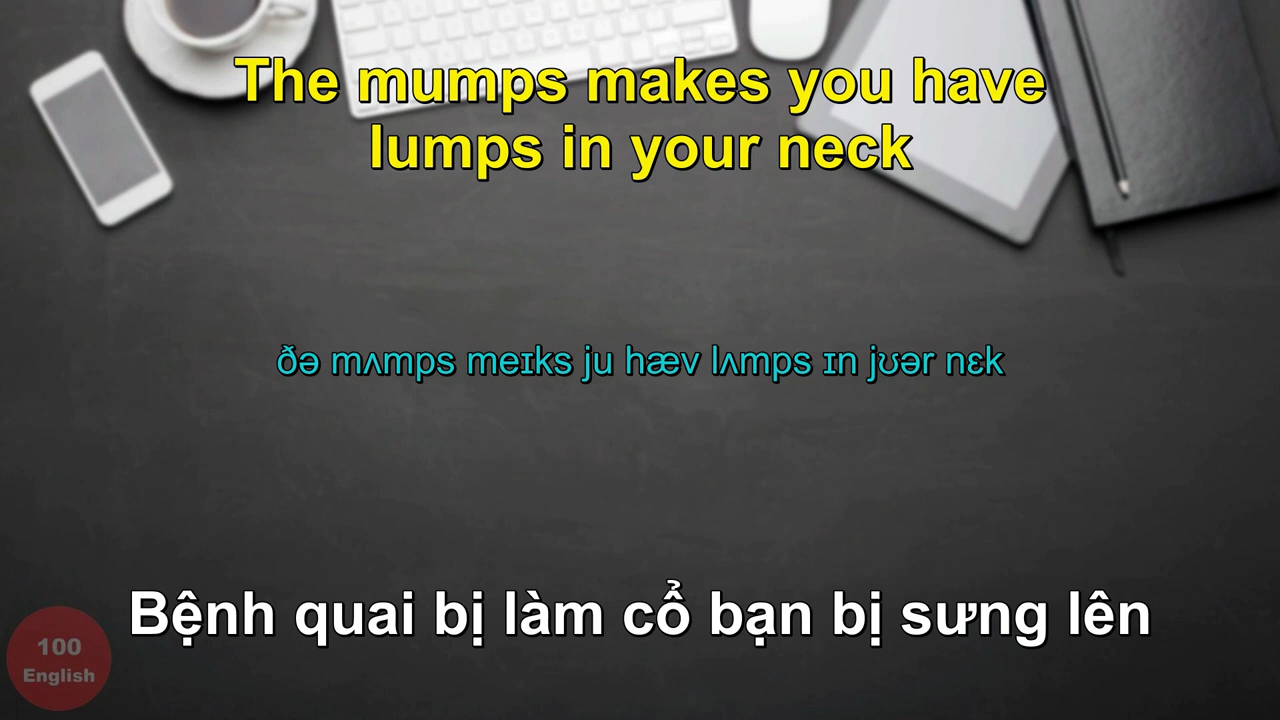 The mumps makes you have
lumps in your neck
ðə mʌmps meɪks ju hæv lʌmps ɪn jʊər nɛk
Bệnh quai bị làm cổ bạn bị sưng lên
100
English